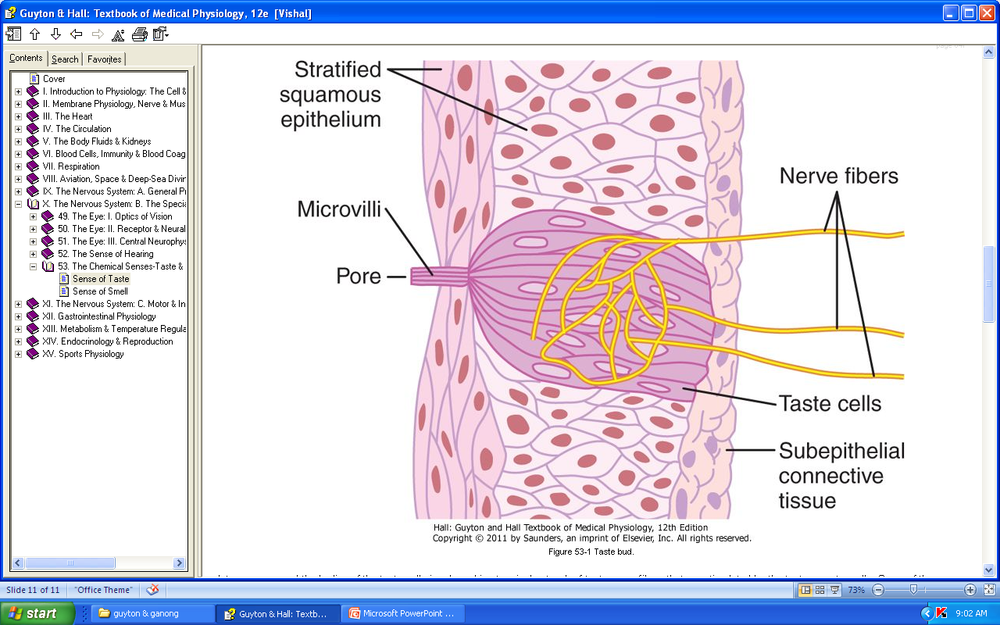 Guyton & Hall: Textbook of Medical Physiology, 12e [Vishal]
Contents Search Favorites
Cover
I. Introduction to Physiology: The Cell &
II. Membrane Physiology, Nerve & Mus
III. The Heart
IV. The Circulation
V. The Body Fluids & Kidneys
VI. Blood Cells, Immunity & Blood Coag
VII. Respiration
VIII. Aviation, Space & Deep-Sea Divin
IX. The Nervous System: A. General Pr
X. The Nervous System: B. The Specia
49. The Eye: I. Optics of Vision
50. The Eye: II. Receptor & Neural
51. The Eye: III. Central Neurophys
52. The Sense of Hearing
53. The Chemical Senses-Taste &
Sense of Taste
Sense of Smell
XI. The Nervous System: C. Motor & In
XII. Gastrointestinal Physiology
XIII. Metabolism & Temperature Regula
XIV. Endocrinology & Reproduction
XV. Sports Physiology
Stratified
squamous
epithelium
Microvilli
Pore
Nerve fibers
Taste cells
Subepithelial
connective
tissue
Hall: Guyton and Hall Textbook of Medical Physiology, 12th Edition
Copyright © 2011 by Saunders, an imprint of Elsevier, Inc. All rights reserved.
Figure 53-1 Taste bud.
Slide 11 of 11 "Office Theme" 73%
start guyton & ganong Guyton & Hall: Textb... Microsoft PowerPoint ... 9:02 AM